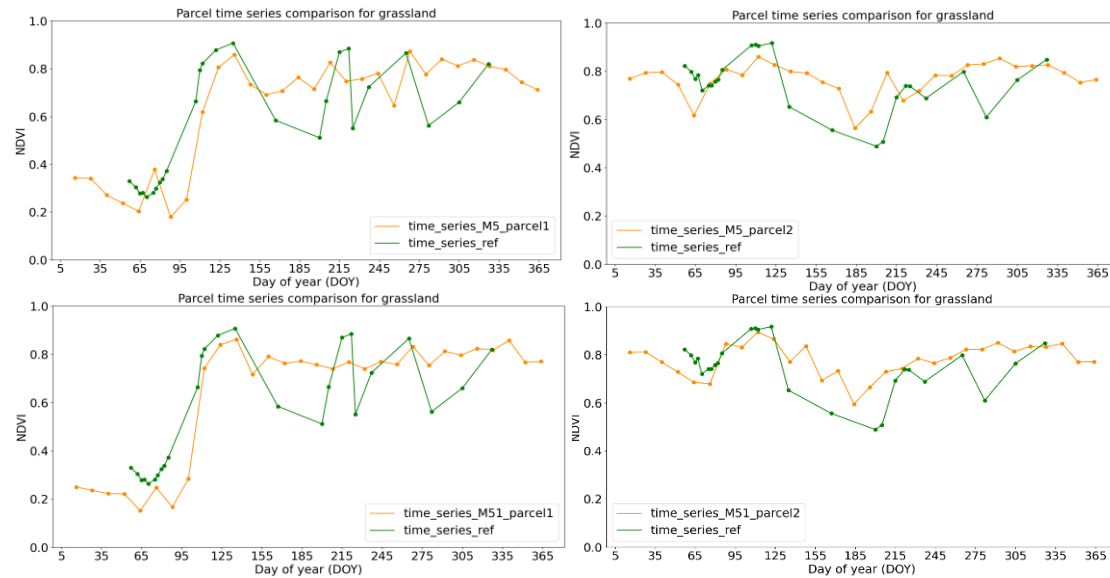 Parcel time series comparison for grassland
1.0
0.8
0.6
0.4
0.2
0.0
NDVI
5 35 65 95 125 155 185 215 245 275 305 335 365
Day of year (DOY)
time_series_M5_parcel1
time_series_ref
Parcel time series comparison for grassland
1.0
0.8
0.6
0.4
0.2
0.0
NDVI
5 35 65 95 125 155 185 215 245 275 305 335 365
Day of year (DOY)
time_series_M5_parcel2
time_series_ref
Parcel time series comparison for grassland
1.0
0.8
0.6
0.4
0.2
0.0
NDVI
5 35 65 95 125 155 185 215 245 275 305 335 365
Day of year (DOY)
time_series_M51_parcel1
time_series_ref
Parcel time series comparison for grassland
1.0
0.8
0.6
0.4
0.2
0.0
NDVI
5 35 65 95 125 155 185 215 245 275 305 335 365
Day of year (DOY)
time_series_M51_parcel2
time_series_ref